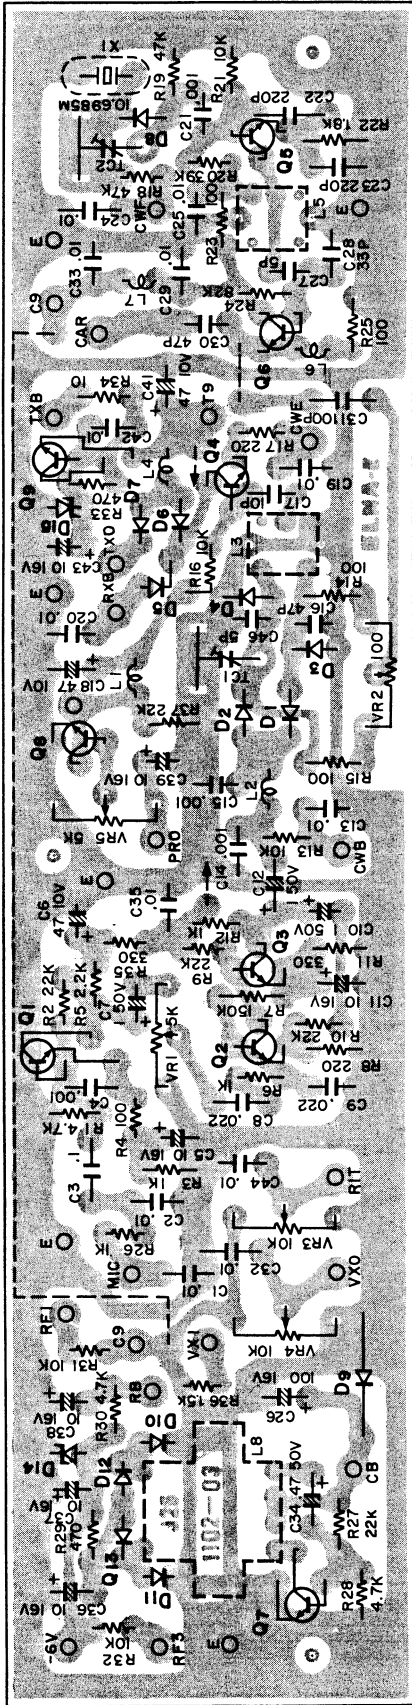 X1
10.6985M
R19 47K
.001
C21
R21 10K
C22
220P
R22 1.8K
Q5
C23 220P
D8
TC2
R18 47K
R20 39K
C24
.01
CWF
C25 .01
R23
100
L5
E
E
C33 .01
L7
C29 .01
R24
82K
5P
C27
C28
33P
C9
CAR
C30 47P
Q6
L6
R25
100
TXB
R34 10
C41
47 10V
T9
C31 100P
Q9
C42
.01
L4
Q4
R17 220
CWE
C19 .01
D15
R33
470
D7
D6
C17
10P
C43 10 16V
TXO
RXB
R16 10K
L3
E
D5
D4
100
R14
C20 .01
C46 5P
C16 47P
C18 47 10V
L1
TC1
D3
Q8
R37 22K
D2
D1
VR2 100
C39 10 16V
C15 .001
L2
R15
100
VR5
5K
PRO
C13
.01
C14 .001
R13
10K
CWB
E
C12
1 50V
C6
47 10V
C35
.01
R12
1K
C10 1 50V
R35
330
R9
22K
Q3
R11
330
R2 22K
R5 2.2K
C7
1 50V
R7
150K
C11 10 16V
Q1
5K
VR1
Q2
R10
22K
R8
220
C4
.001
R6
1K
C9
.022
R1 4.7K
R4 100
C8 .022
C3 .1
C5 10 16V
R3
1K
C44 .01
C2 .01
RIT
E
R26
1K
VR3 10K
MIC
C32
.01
C1
.01
VXO
RF1
R31 10K
C9
VR4 10K
C38
10 16V
R30 4.7K
R8
R36 1.5K
C26
100
16V
D9
D14
D10
D12
L8
1102-03
CB
R29
470
C34 .47 50V
R27
22K
D11
C36 10 16V
Q7
R28
4.7K
-6V
R32
10K
RF3
E